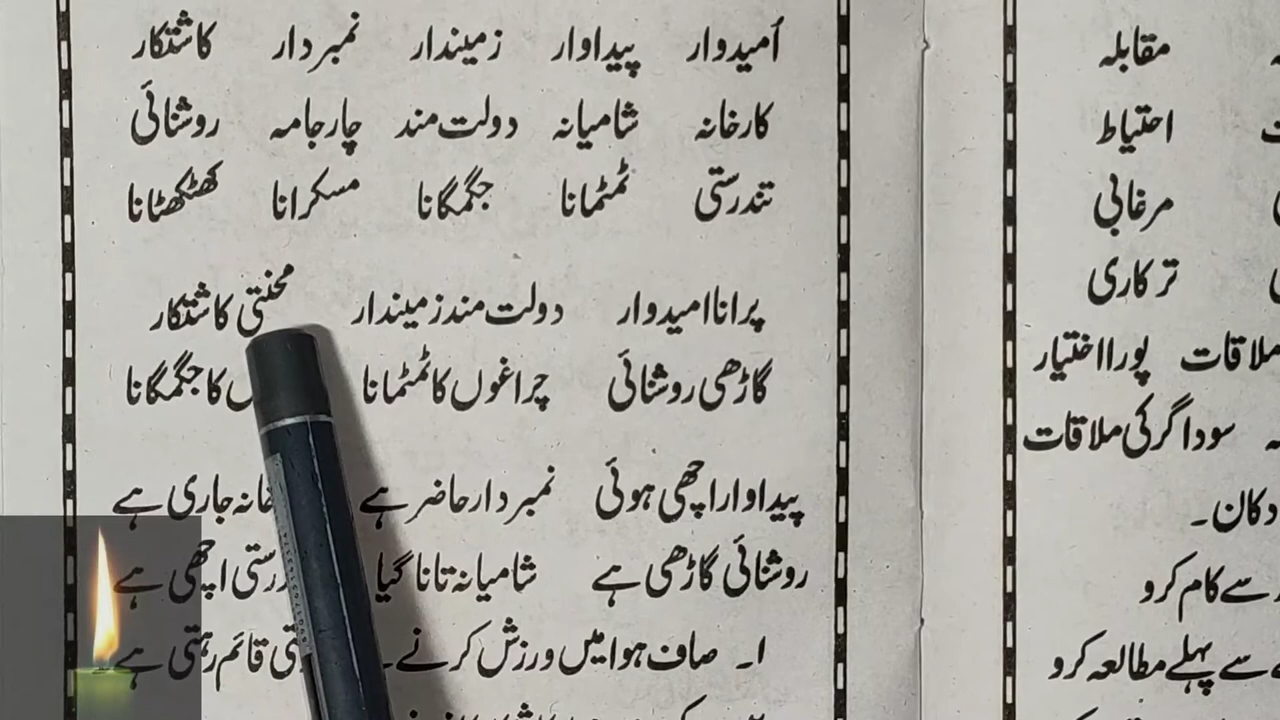 اُمیدوار پیداوار زمیندار نمبردار کاشتکار
کارخانہ شامیانہ دولت مند چارجامہ روشنائی
تندرستی ٹمٹمانا جگمگانا مسکرانا کھٹکھٹانا
پرانا امیدوار دولت مند زمیندار محنتی کاشتکار
گاڑھی روشنائی چراغوں کا ٹمٹمانا کا جگمگانا
پیداوار اچھی ہوئی نمبردار حاضر ہے جاری ہے
روشنائی گاڑھی ہے شامیانہ تانا گیا اچھی ہے
۱۔ صاف ہوا میں ورزش کرنے قائم رہتی ہے
مقابلہ
احتیاط
مرغابی
ترکاری
ملاقات پورا اختیار
سوداگر کی ملاقات
دکان۔
سے کام کرو
سے پہلے مطالعہ کرو